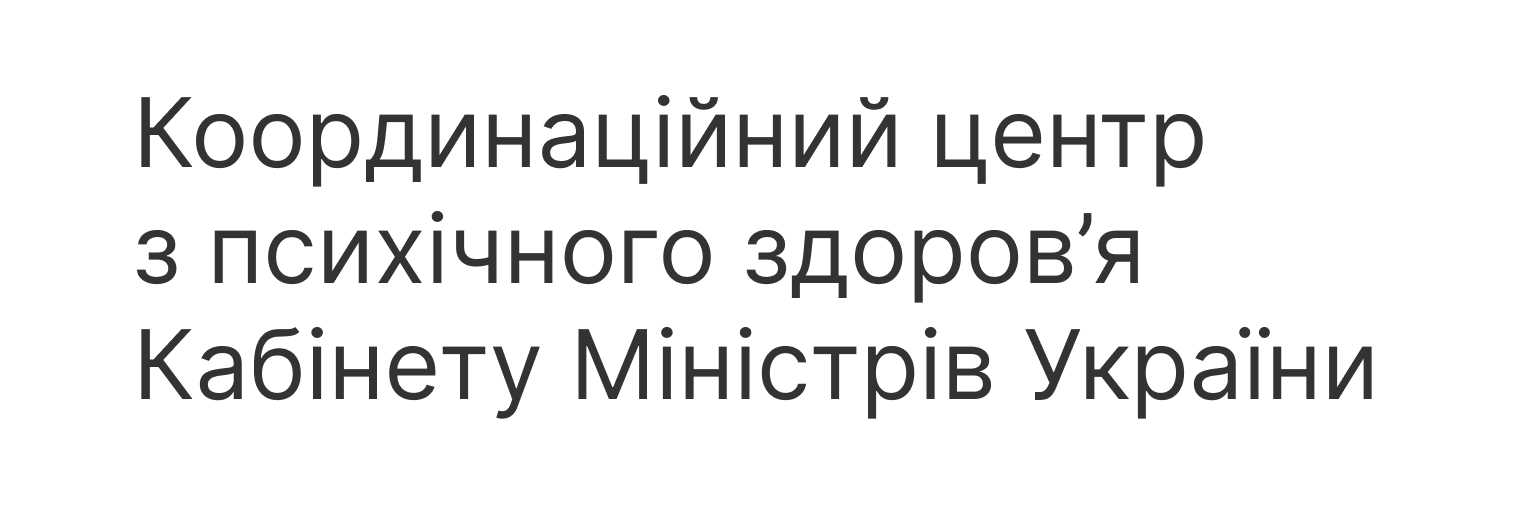 Координаційний центр
з психічного здоров’я
Кабінету Міністрів України